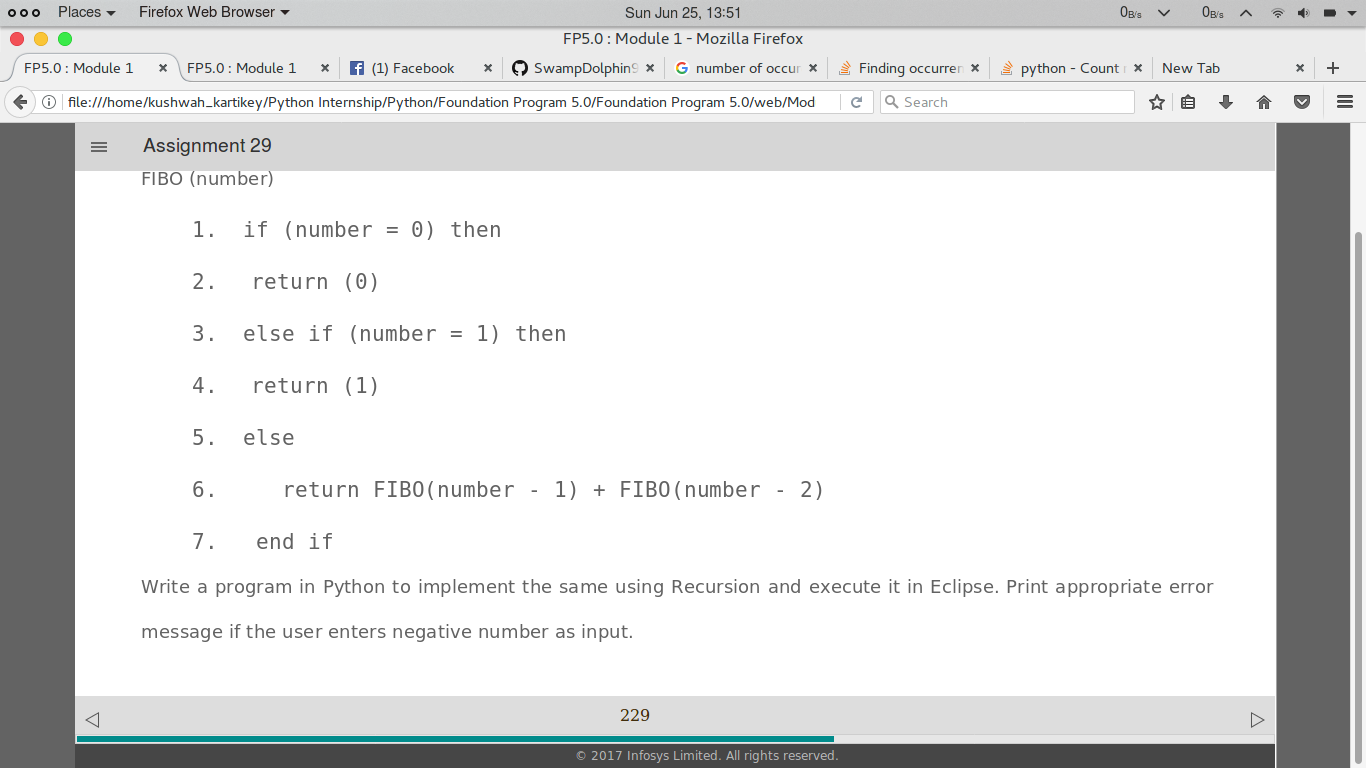 Places Firefox Web Browser Sun Jun 25, 13:51 0B/s 0B/s
FP5.0 : Module 1 - Mozilla Firefox
FP5.0 : Module 1 FP5.0 : Module 1 (1) Facebook SwampDolphin9 number of occur Finding occurren python - Count New Tab
file:///home/kushwah_kartikey/Python Internship/Python/Foundation Program 5.0/Foundation Program 5.0/web/Mod Search
Assignment 29
FIBO (number)
1. if (number = 0) then
2. return (0)
3. else if (number = 1) then
4. return (1)
5. else
6. return FIBO(number - 1) + FIBO(number - 2)
7. end if
Write a program in Python to implement the same using Recursion and execute it in Eclipse. Print appropriate error
message if the user enters negative number as input.
229
© 2017 Infosys Limited. All rights reserved.